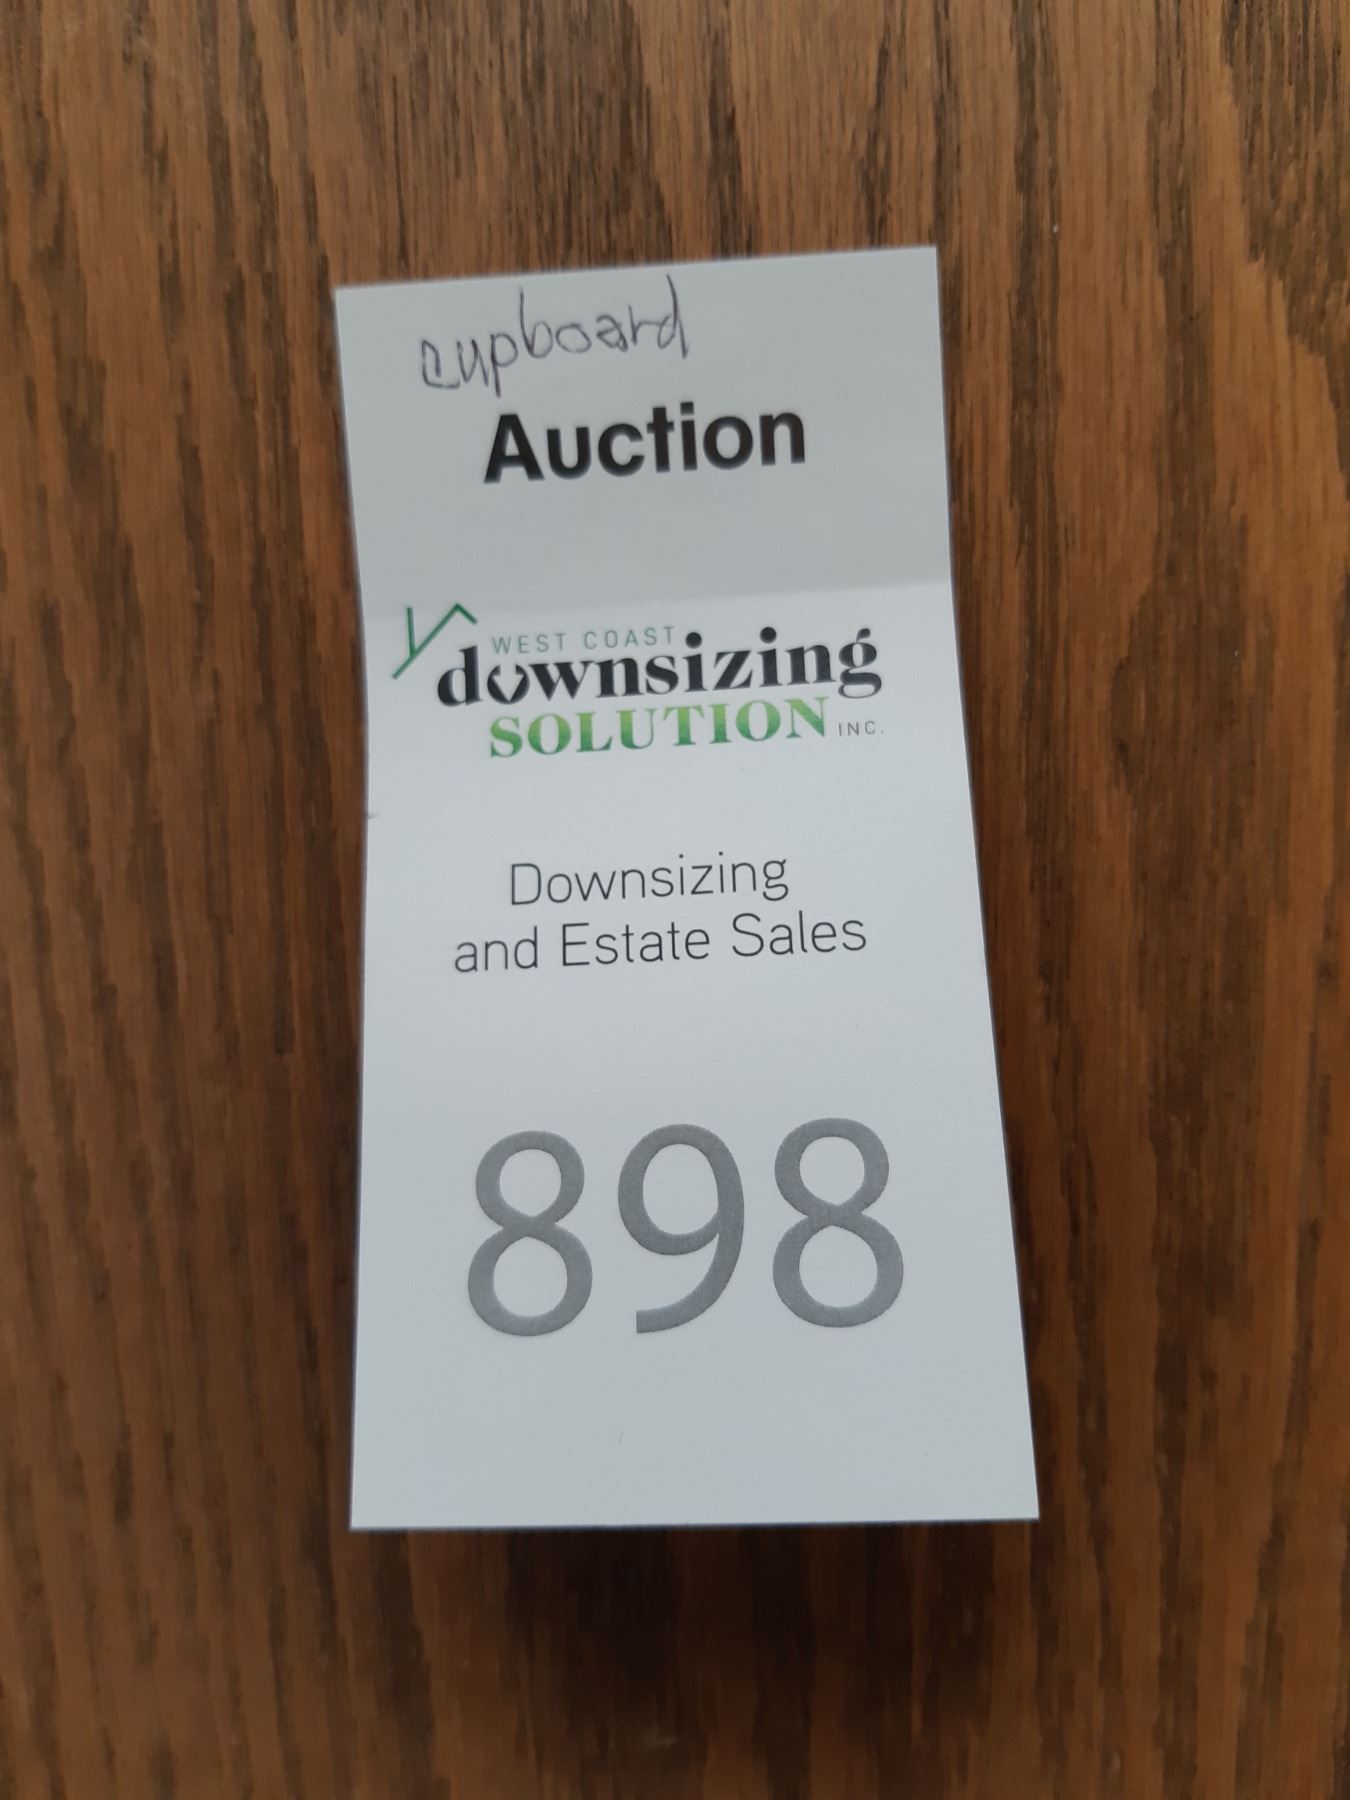 cupboard
Auction
WEST COAST
downsizing
SOLUTION INC.
Downsizing
and Estate Sales
898